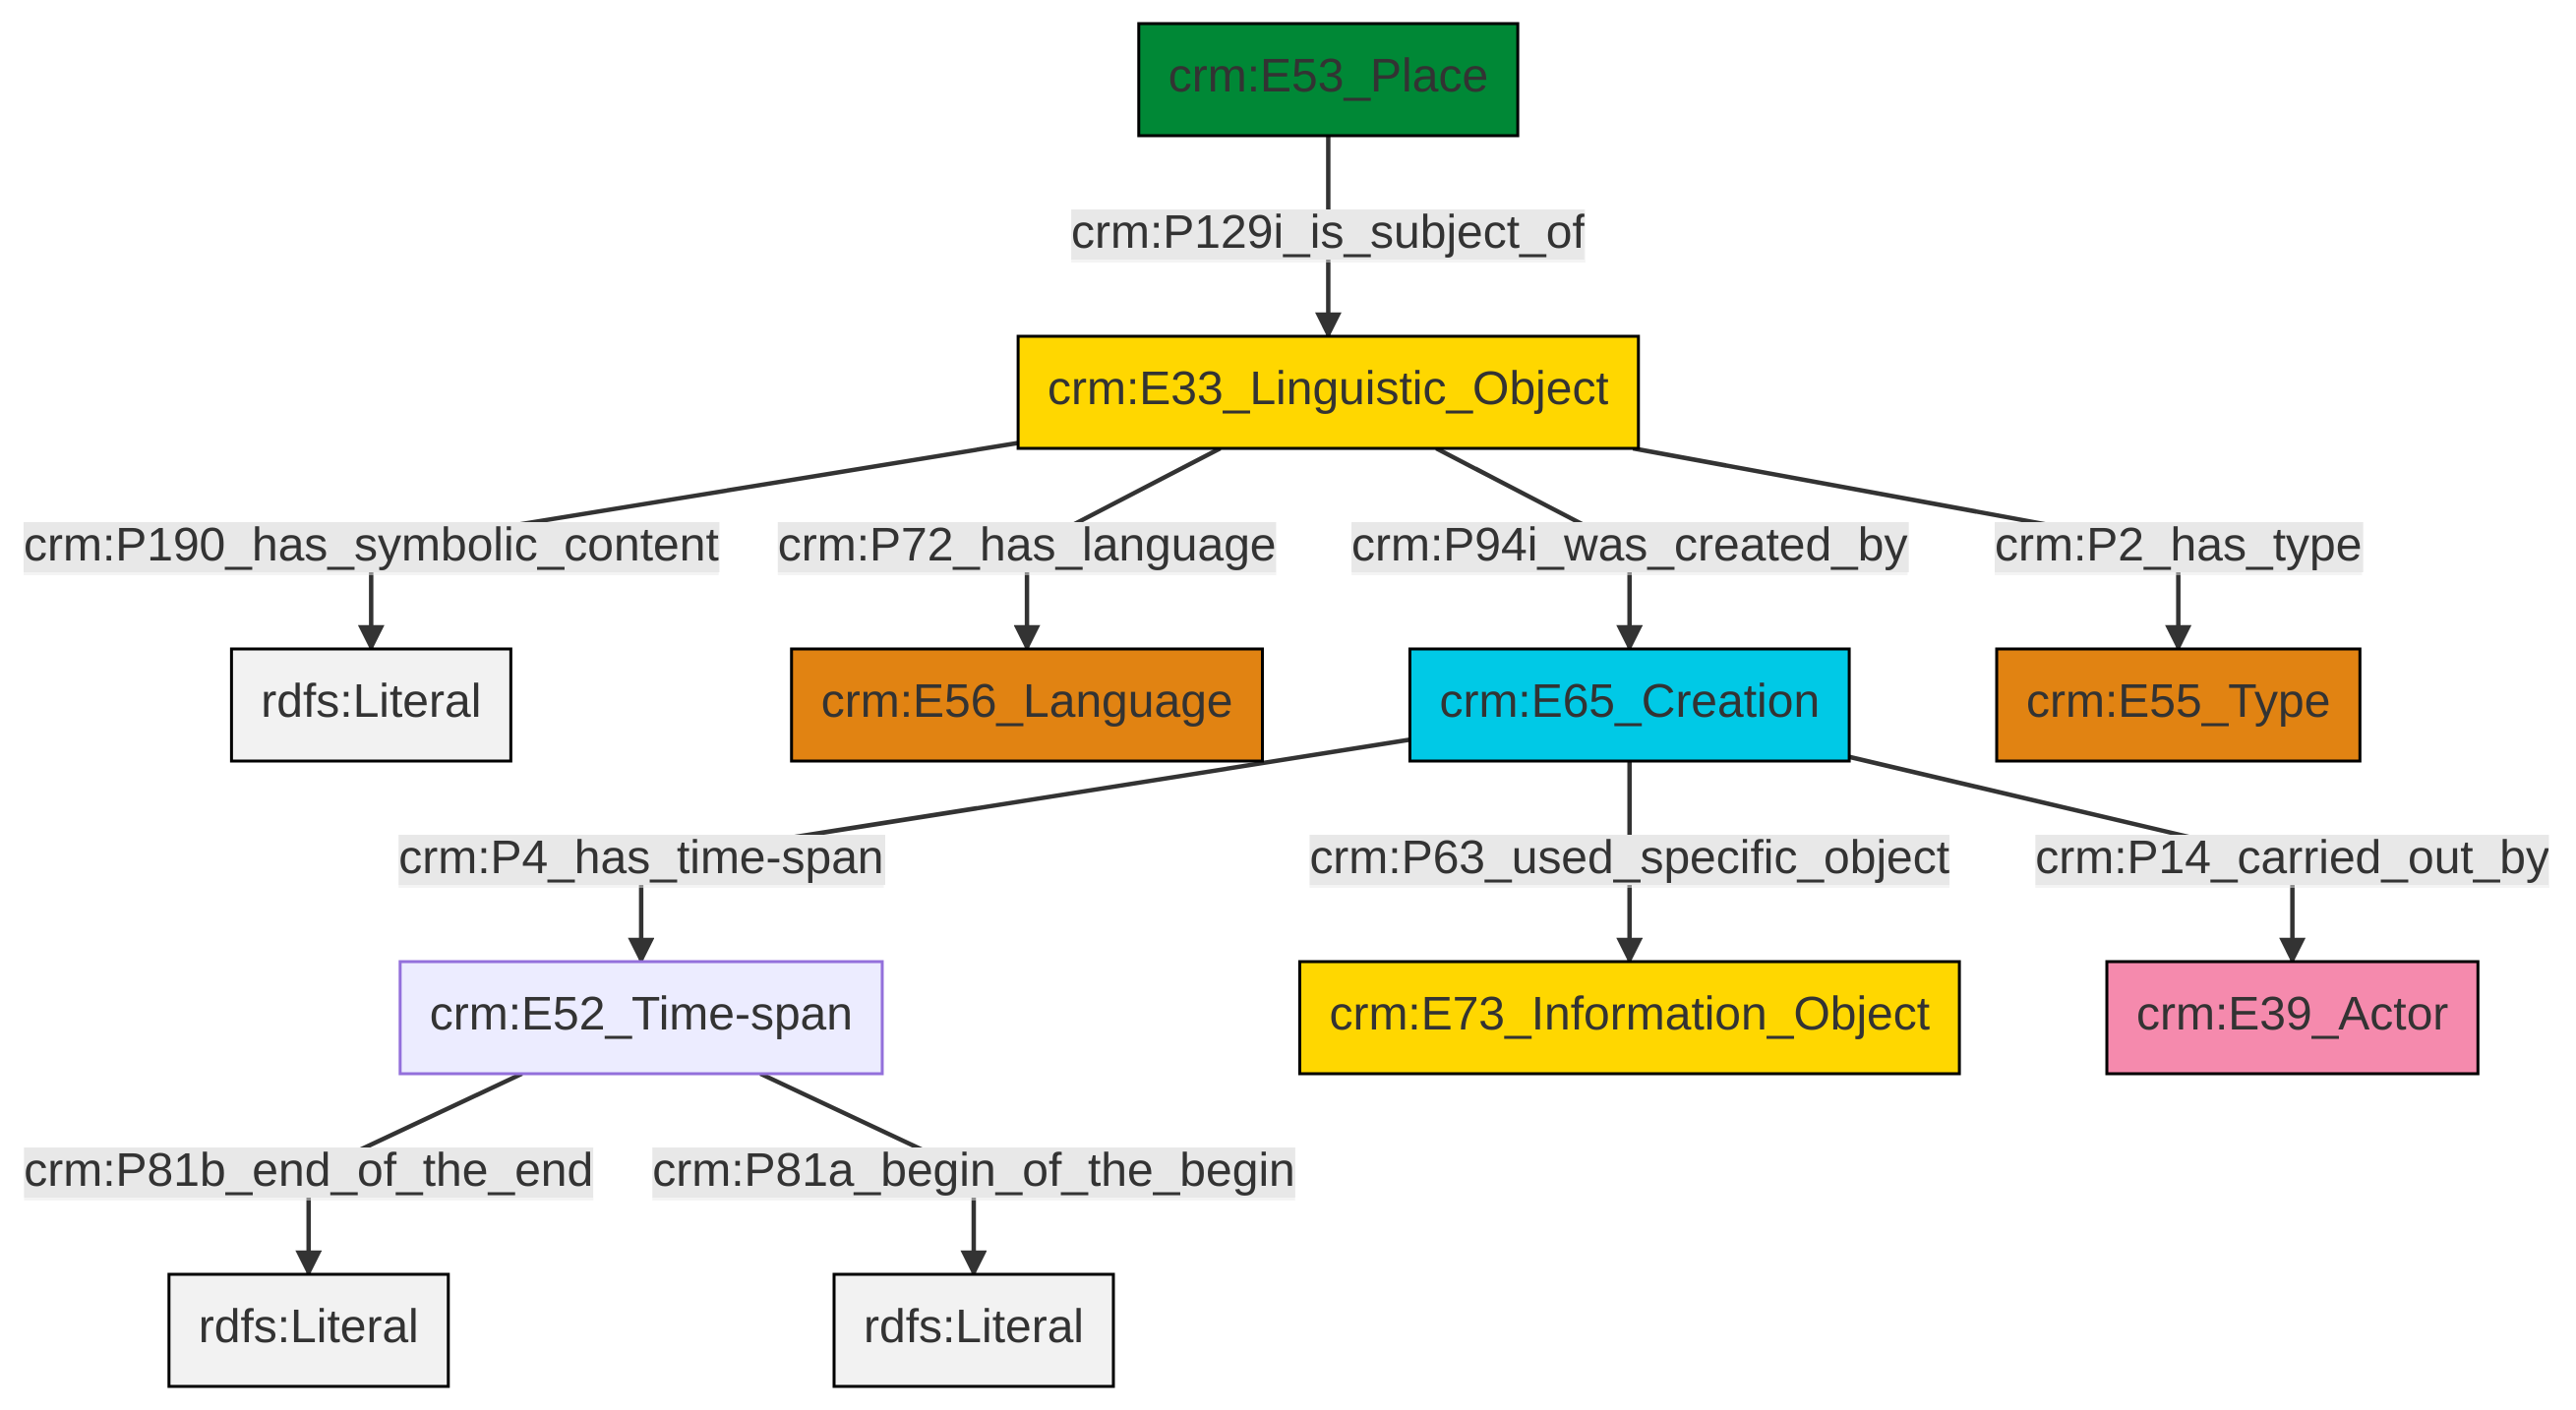 crm:E53_Place
crm:P129i_is_subject_of
crm:E33_Linguistic_Object
crm:P190_has_symbolic_content
crm:P72_has_language
crm:P94i_was_created_by
crm:P2_has_type
rdfs:Literal
crm:E56_Language
crm:E65_Creation
crm:E55_Type
crm:P4_has_time-span
crm:P63_used_specific_object
crm:P14_carried_out_by
crm:E52_Time-span
crm:E73_Information_Object
crm:E39_Actor
crm:P81b_end_of_the_end
crm:P81a_begin_of_the_begin
rdfs:Literal
rdfs:Literal